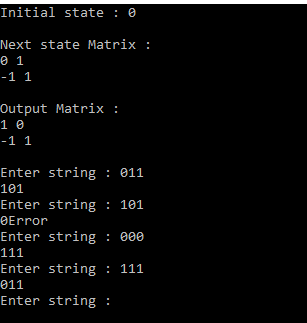 Initial state : 0
Next state Matrix :
0 1
-1 1
Output Matrix :
1 0
-1 1
Enter string : 011
101
Enter string : 101
0Error
Enter string : 000
111
Enter string : 111
011
Enter string :